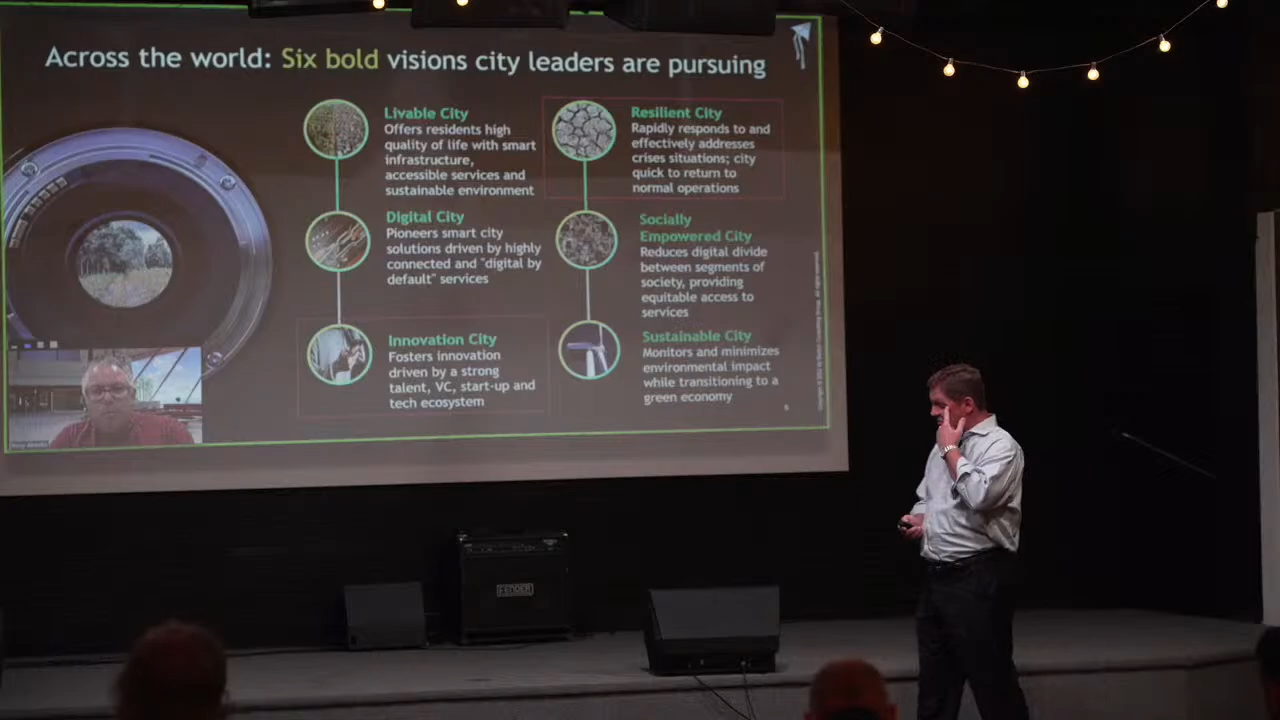 Across the world: Six bold visions city leaders are pursuing
Livable City
Offers residents high
quality of life with smart
infrastructure,
accessible services and
sustainable environment
Digital City
Pioneers smart city
solutions driven by highly
connected and "digital by
default" services
Innovation City
Fosters innovation
driven by a strong
talent, VC, start-up and
tech ecosystem
Resilient City
Rapidly responds to and
effectively addresses
crises situations; city
quick to return to
normal operations
Socially
Empowered City
Reduces digital divide
between segments of
society, providing
equitable access to
services
Sustainable City
Monitors and minimizes
environmental impact
while transitioning to a
green economy
6
FENDER